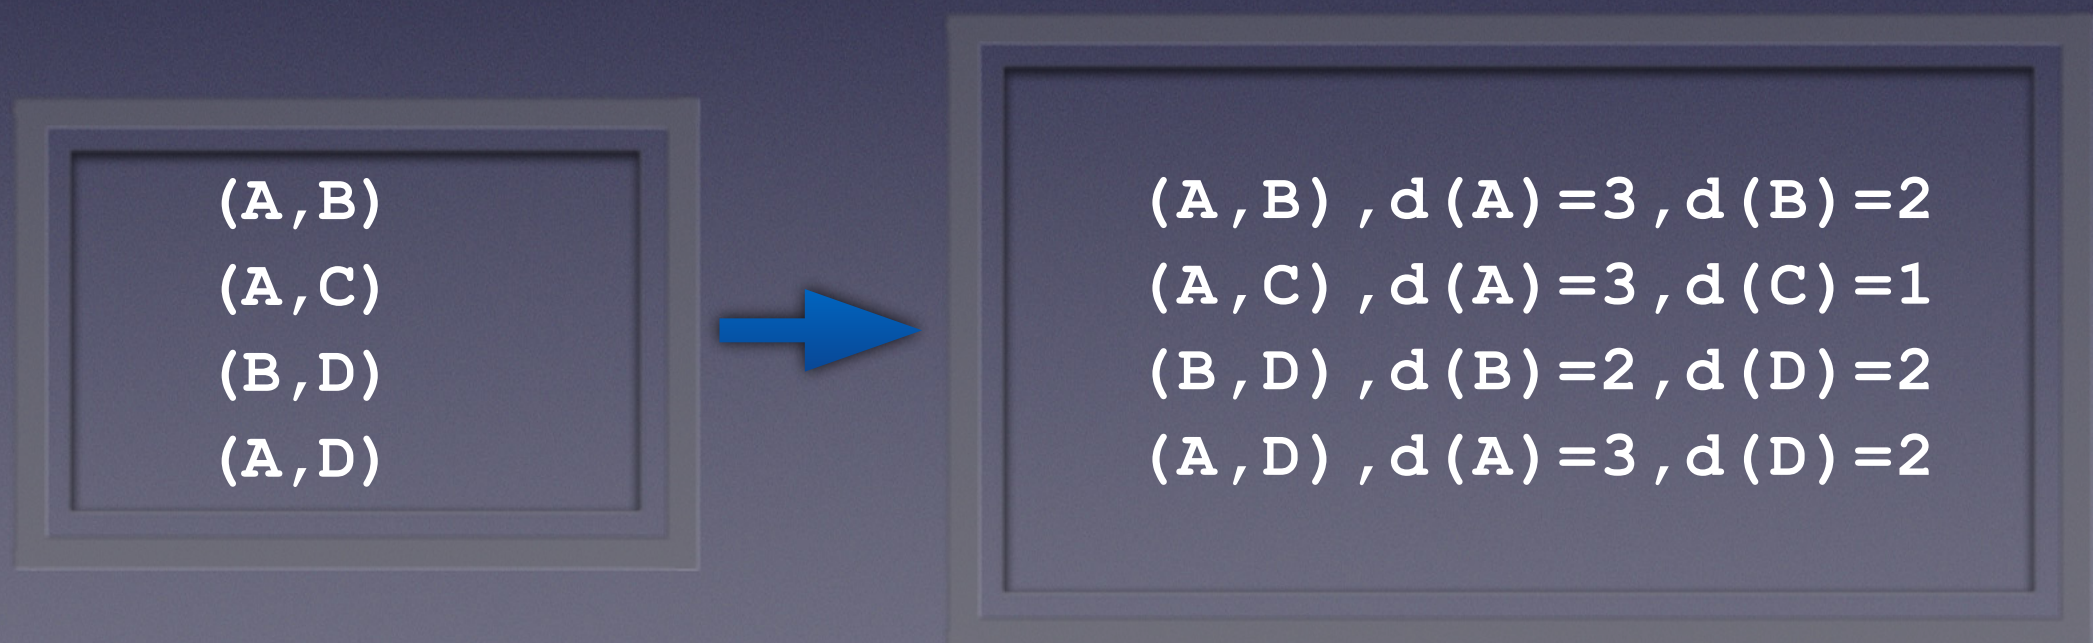 (A,B)
(A,C)
(B,D)
(A,D)
(A,B),d(A)=3,d(B)=2
(A,C),d(A)=3,d(C)=1
(B,D),d(B)=2,d(D)=2
(A,D),d(A)=3,d(D)=2